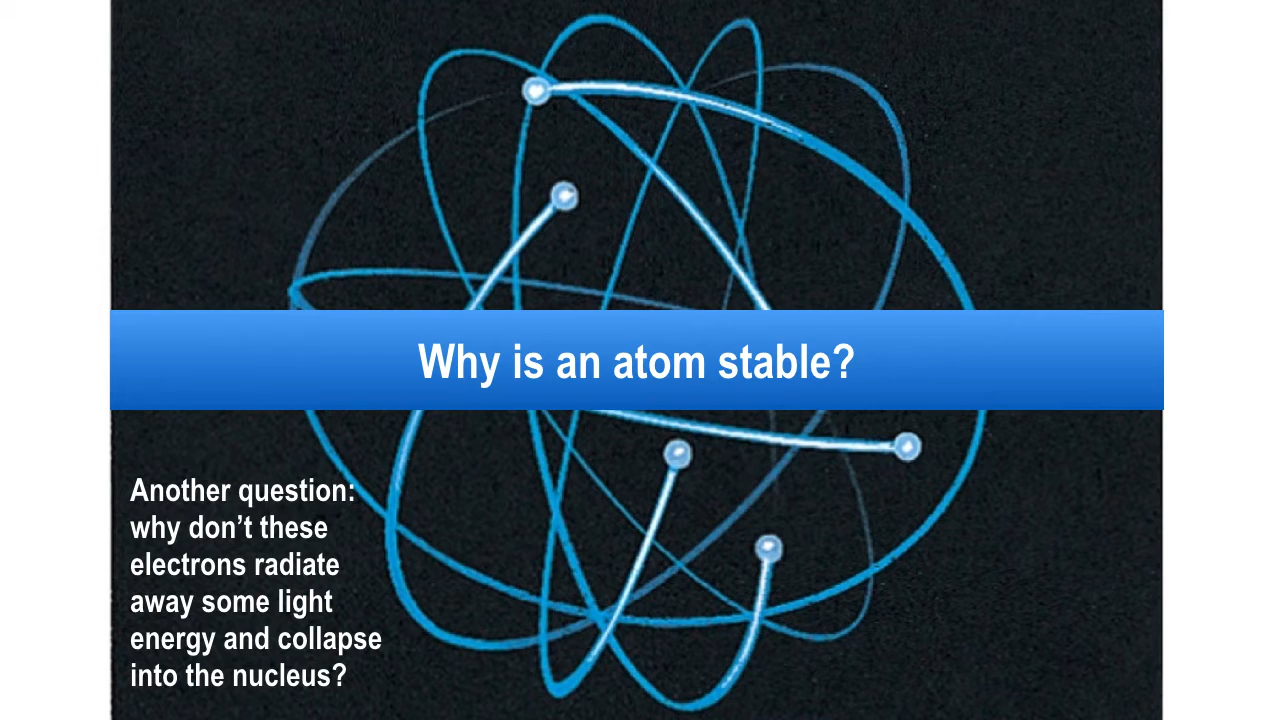 Why is an atom stable?
Another question:
why don’t these
electrons radiate
away some light
energy and collapse
into the nucleus?